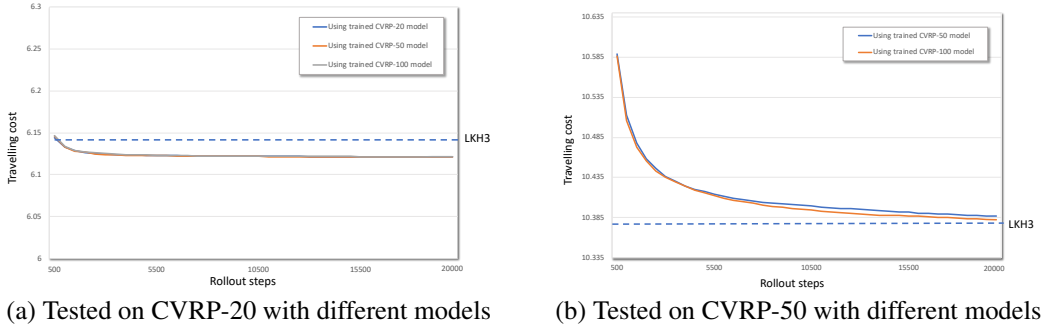 6.3
6.25
6.2
6.15
6.1
6.05
6
Travelling cost
Using trained CVRP-20 model
Using trained CVRP-50 model
Using trained CVRP-100 model
LKH3
500 5500 10500 15500 20000
Rollout steps
(a) Tested on CVRP-20 with different models
10.635
10.585
10.535
10.485
10.435
10.385
10.335
Travelling cost
Using trained CVRP-50 model
Using trained CVRP-100 model
LKH3
500 5500 10500 15500 20000
Rollout steps
(b) Tested on CVRP-50 with different models